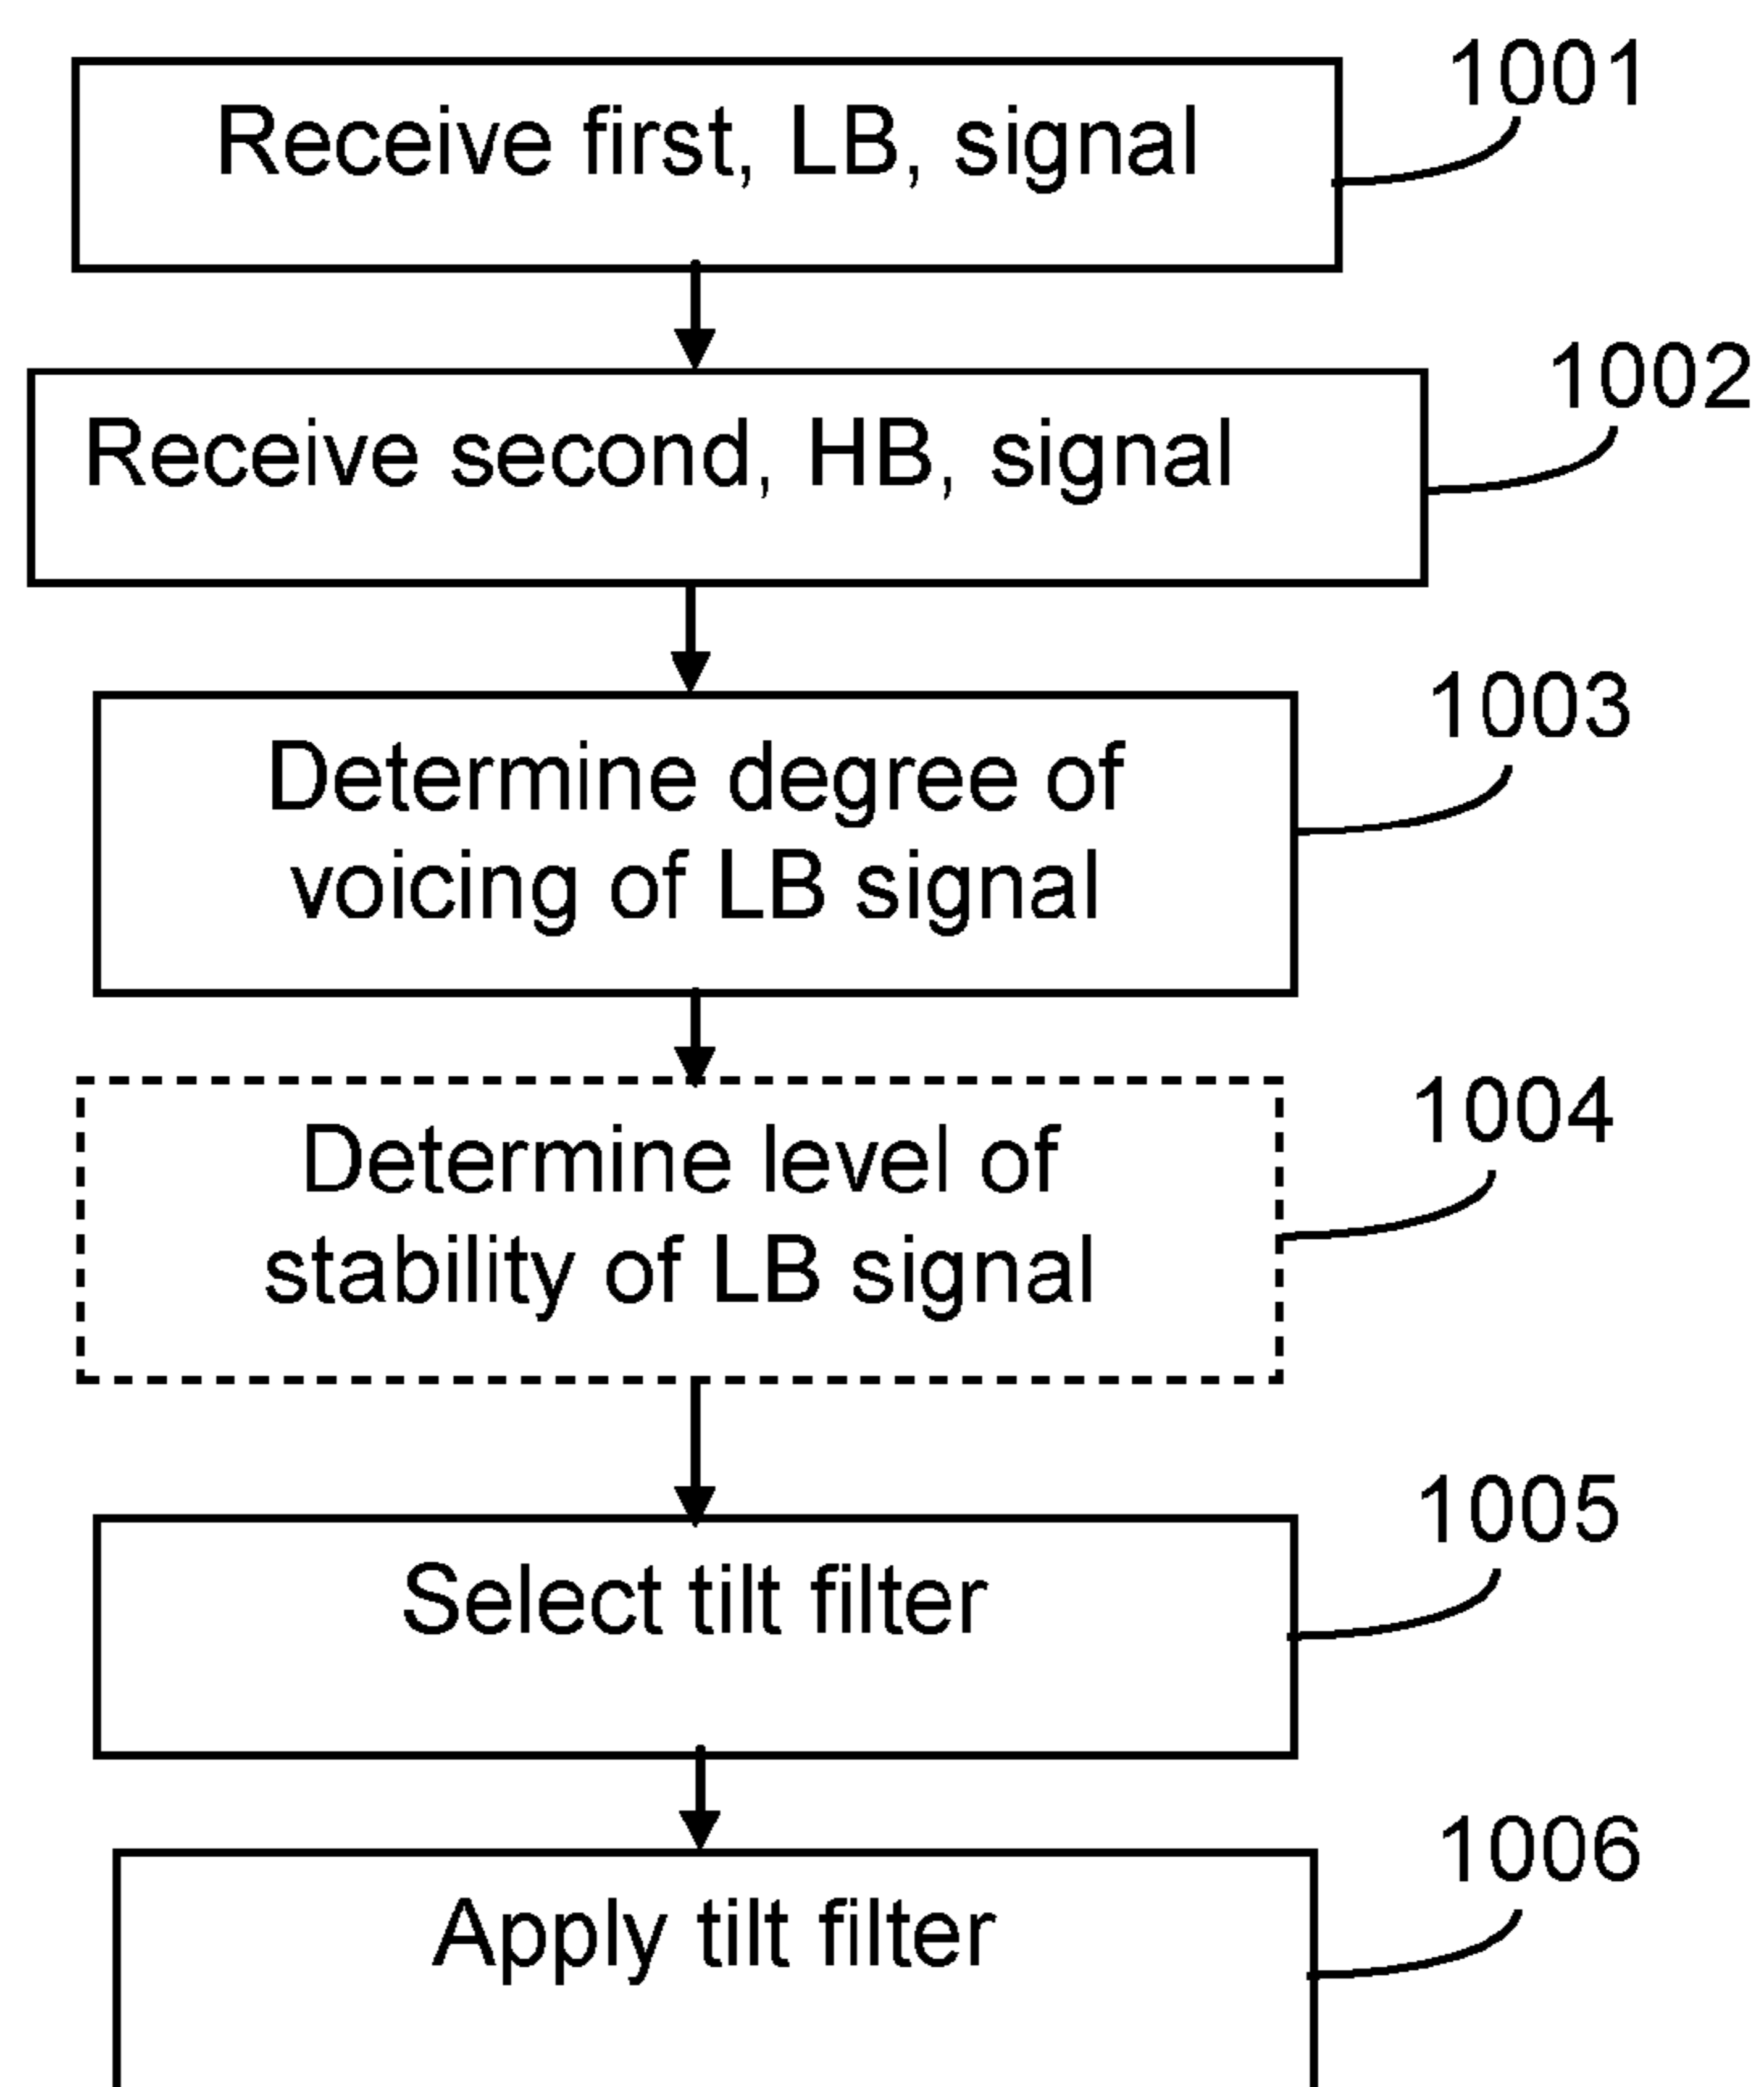 Receive first, LB, signal
1001
Receive second, HB, signal
1002
Determine degree of
voicing of LB signal
1003
Determine level of
stability of LB signal
1004
Select tilt filter
1005
Apply tilt filter
1006